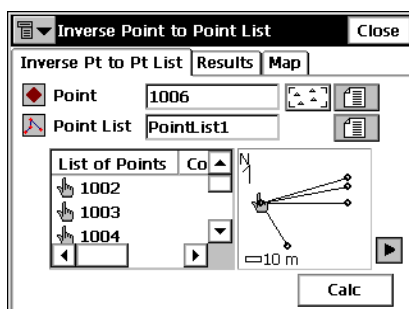 Inverse Point to Point List Close
Inverse Pt to Pt List Results Map
Point 1006
Point List PointList1
List of Points Co
1002
1003
1004
N
10 m
Calc